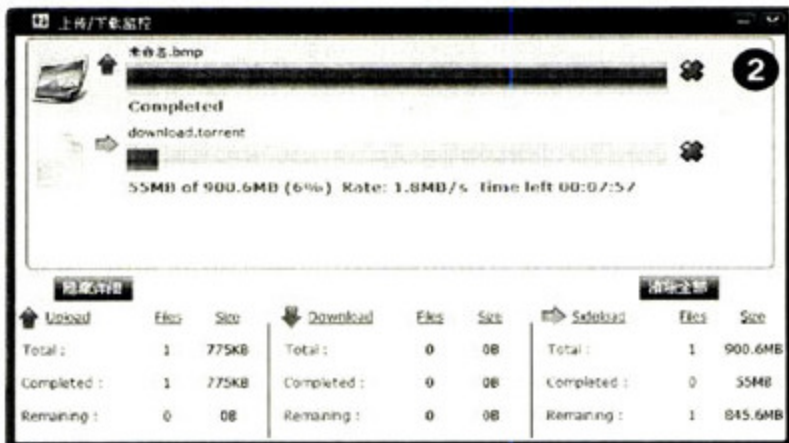 上传/下载监控
2
未命名.bmp
Completed
download.torrent
55MB of 900.6MB (6%) Rate: 1.8MB/s Time left 00:07:57
隐藏详细 清除全部
Upload Files Size Download Files Size Sideload Files Size
Total : 1 775KB Total : 0 0B Total : 1 900.6MB
Completed : 1 775KB Completed : 0 0B Completed : 0 55MB
Remaining : 0 0B Remaining : 0 0B Remaining : 1 845.6MB